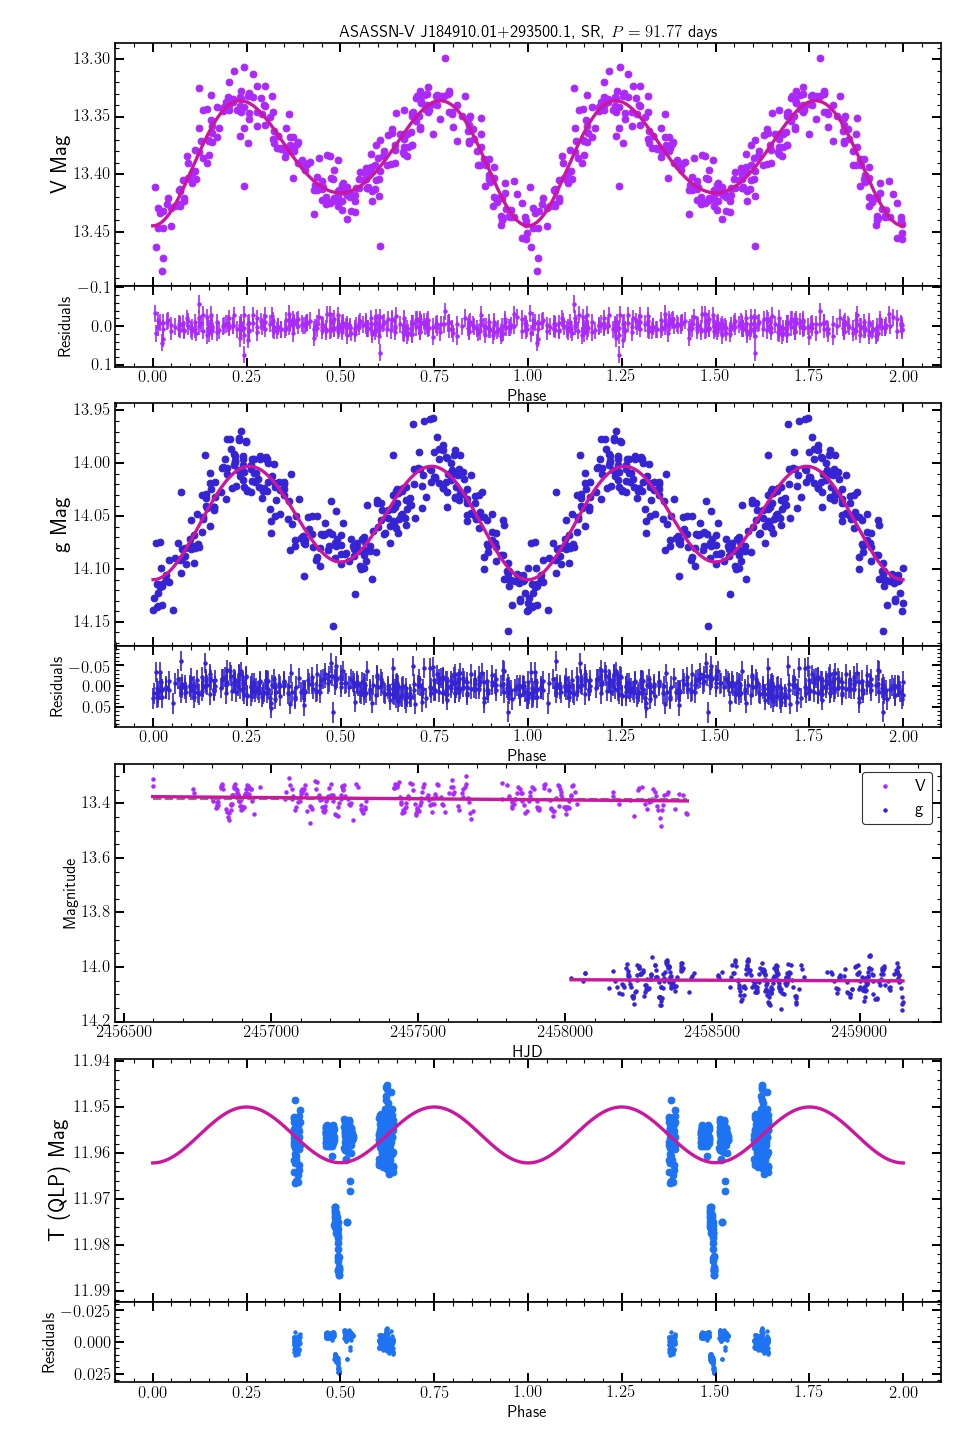 ASASSN-V J184910.01+293500.1, SR, P = 91.77 days
13.30
13.35
13.40
13.45
V Mag
−0.1
0.0
0.1
Residuals
0.00 0.25 0.50 0.75 1.00 1.25 1.50 1.75 2.00
Phase
13.95
14.00
14.05
14.10
14.15
g Mag
−0.05
0.00
0.05
Residuals
0.00 0.25 0.50 0.75 1.00 1.25 1.50 1.75 2.00
Phase
V
g
13.4
13.6
13.8
14.0
14.2
Magnitude
2456500 2457000 2457500 2458000 2458500 2459000
HJD
11.94
11.95
11.96
11.97
11.98
11.99
T (QLP) Mag
−0.025
0.000
0.025
Residuals
0.00 0.25 0.50 0.75 1.00 1.25 1.50 1.75 2.00
Phase